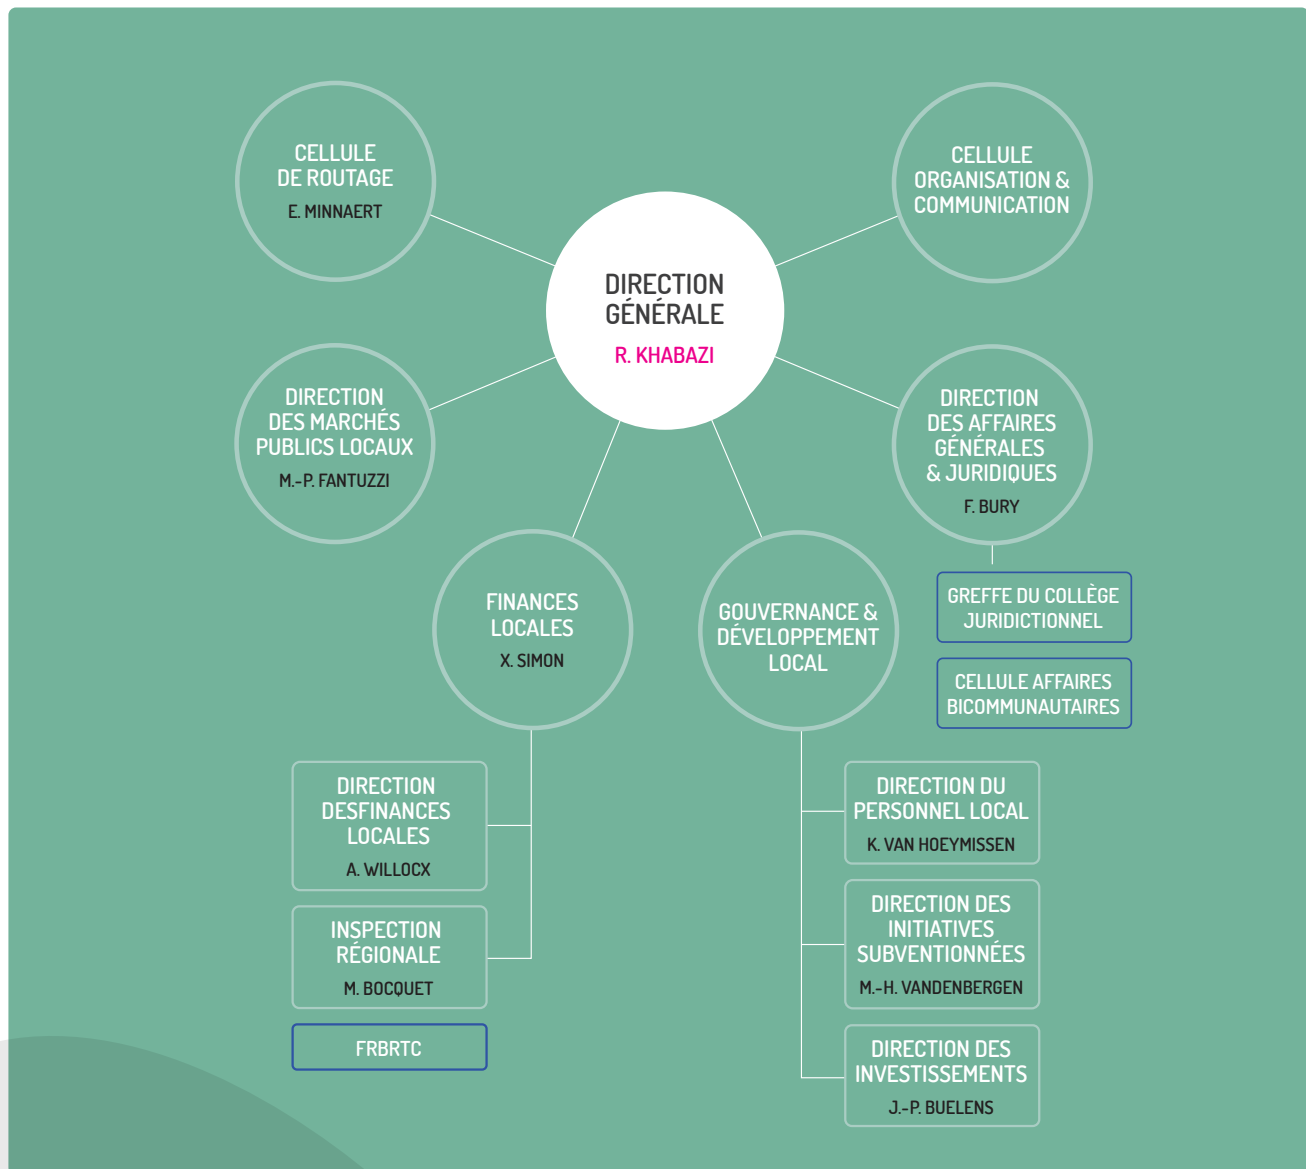 CELLULE
DE ROUTAGE
E. MINNAERT
CELLULE
ORGANISATION &
COMMUNICATION
DIRECTION
GÉNÉRALE
R. KHABAZI
DIRECTION
DES MARCHÉS
PUBLICS LOCAUX
M.-P. FANTUZZI
DIRECTION
DES AFFAIRES
GÉNÉRALES
& JURIDIQUES
F. BURY
GREFFE DU COLLÈGE
JURIDICTIONNEL
CELLULE AFFAIRES
BICOMMUNAUTAIRES
FINANCES
LOCALES
X. SIMON
GOUVERNANCE &
DÉVELOPPEMENT
LOCAL
DIRECTION
DESFINANCES
LOCALES
A. WILLOCX
INSPECTION
RÉGIONALE
M. BOCQUET
FRBRTC
DIRECTION DU
PERSONNEL LOCAL
K. VAN HOEYMISSEN
DIRECTION DES
INITIATIVES
SUBVENTIONNÉES
M.-H. VANDENBERGEN
DIRECTION DES
INVESTISSEMENTS
J.-P. BUELENS